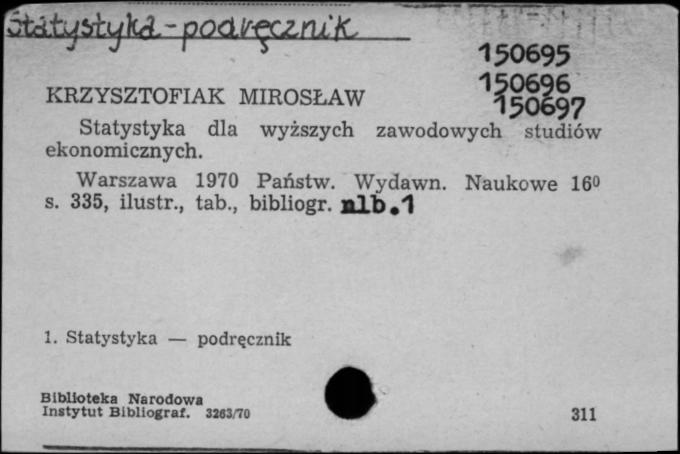 Statystyka - podręcznik
150695
150696
KRZYSZTOFIAK MIROSŁAW
150697
Statystyka dla wyższych zawodowych studiów
ekonomicznych.
Warszawa 1970 Państw. Wydawn. Naukowe 16⁰
s. 335, ilustr., tab., bibliogr. nlb.1
1. Statystyka — podręcznik
Biblioteka Narodowa
Instytut Bibliograf. 3263/70
311